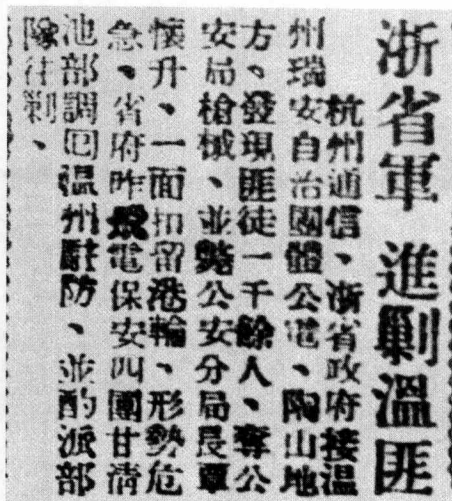 浙省軍 進剿溫匪
杭州通信、浙省政府接溫
州瑞安自治團體公電、陶山地
方、發現匪徒一千餘人、奪公
安局槍械、並斃公安分局長覃
懷升、一面扣留港輪、形勢危
急、省府昨發電保安四團甘清
池部調回溫州駐防、並酌派部
隊往剿、